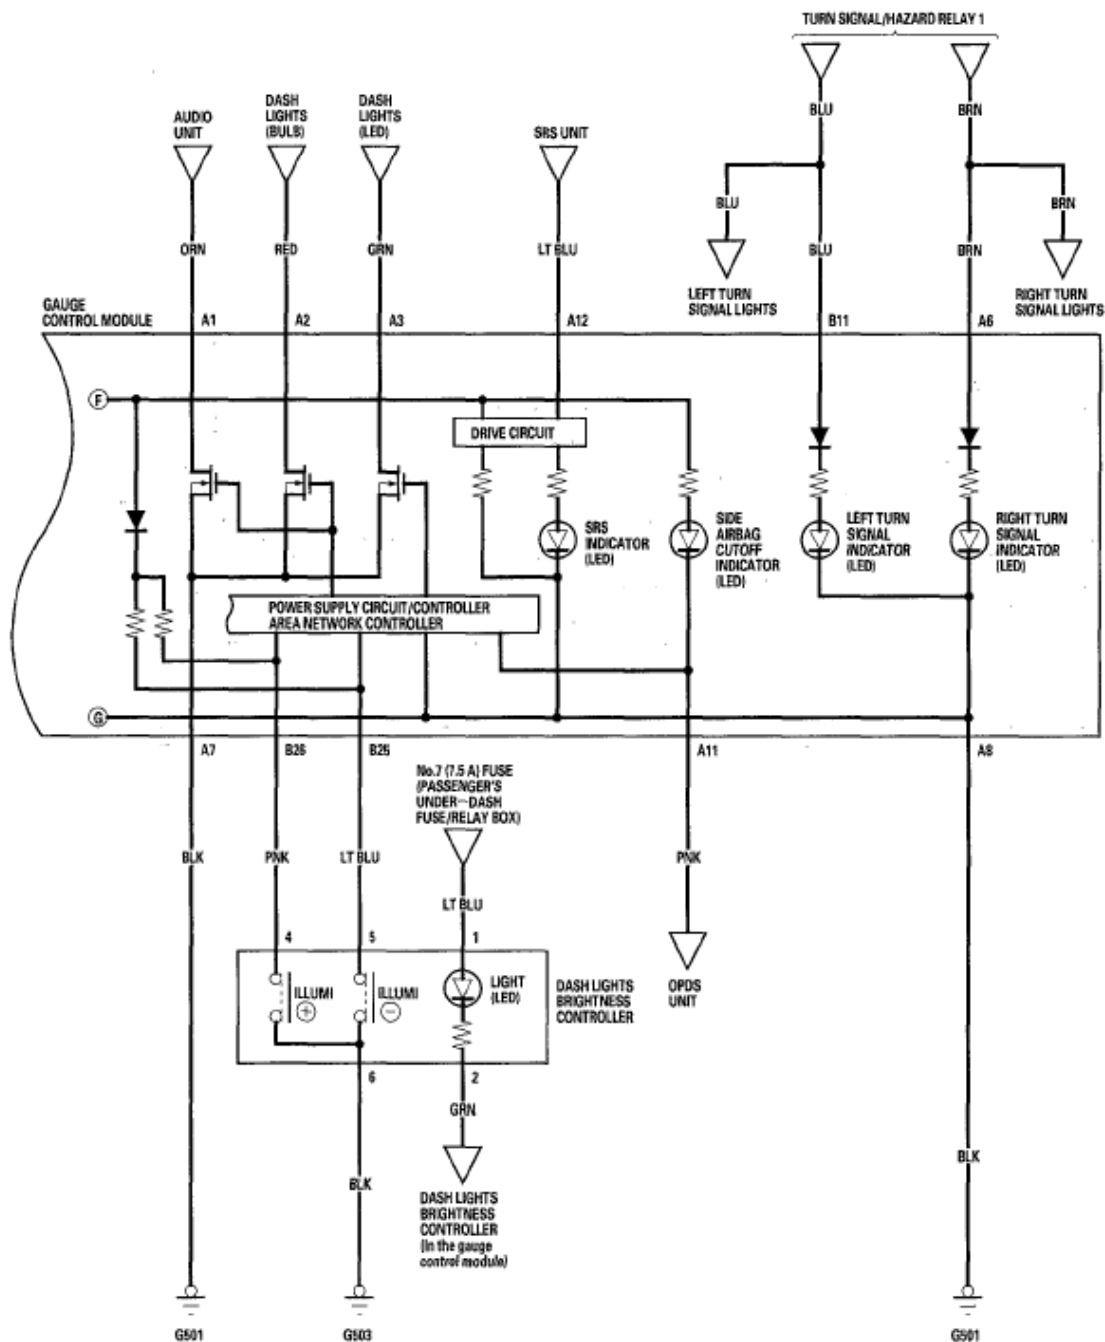 TURN SIGNAL/HAZARD RELAY 1
AUDIO
UNIT
DASH
LIGHTS
(BULB)
DASH
LIGHTS
(LED)
SRS UNIT
BLU
BRN
BLU
BRN
ORN
RED
GRN
LT BLU
BLU
BRN
LEFT TURN
SIGNAL LIGHTS
RIGHT TURN
SIGNAL LIGHTS
GAUGE
CONTROL MODULE
A1
A2
A3
A12
B11
A6
F
DRIVE CIRCUIT
SRS
INDICATOR
(LED)
SIDE
AIRBAG
CUTOFF
INDICATOR
(LED)
LEFT TURN
SIGNAL
INDICATOR
(LED)
RIGHT TURN
SIGNAL
INDICATOR
(LED)
POWER SUPPLY CIRCUIT/CONTROLLER
AREA NETWORK CONTROLLER
G
A7
B26
B25
A11
A8
No.7 (7.5 A) FUSE
(PASSENGER'S
UNDER-DASH
FUSE/RELAY BOX)
BLK
PNK
LT BLU
PNK
LT BLU
4
5
1
ILLUMI
+
ILLUMI
−
LIGHT
(LED)
DASH LIGHTS
BRIGHTNESS
CONTROLLER
OPDS
UNIT
6
2
GRN
BLK
BLK
DASH LIGHTS
BRIGHTNESS
CONTROLLER
(In the gauge
control module)
G501
G503
G501